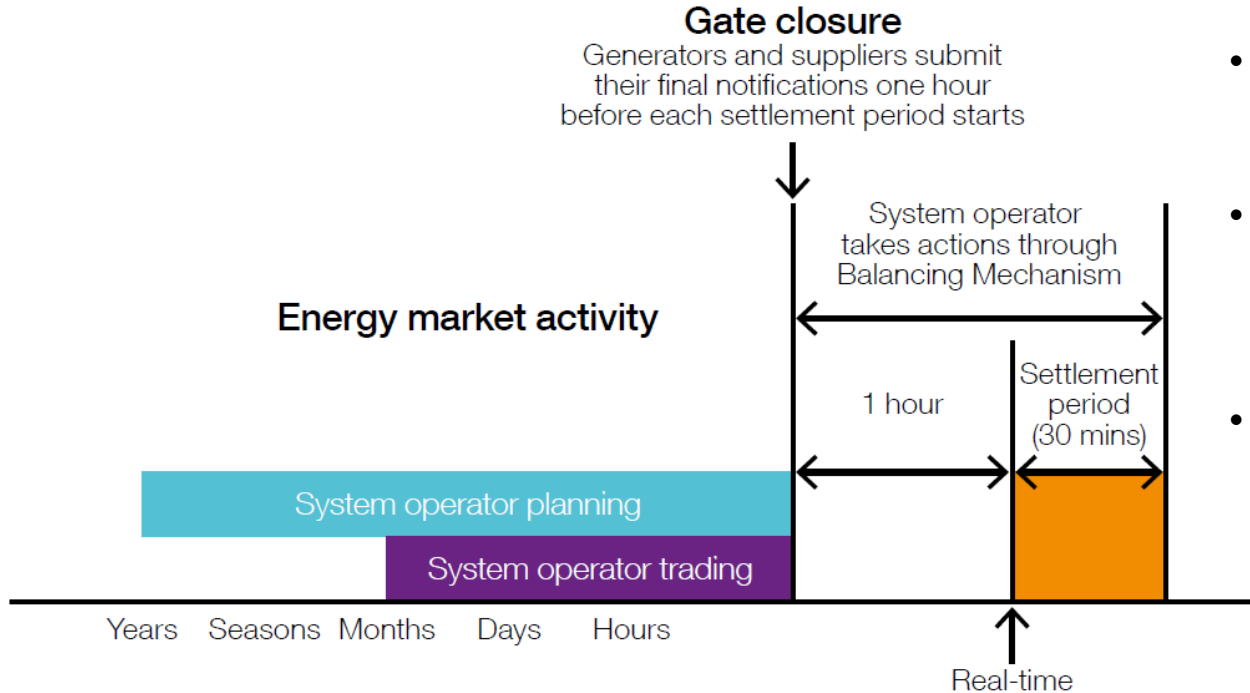 Gate closure
Generators and suppliers submit
their final notifications one hour
before each settlement period starts
System operator
takes actions through
Balancing Mechanism
Energy market activity
1 hour
Settlement
period
(30 mins)
System operator planning
System operator trading
Years Seasons Months Days Hours
Real-time